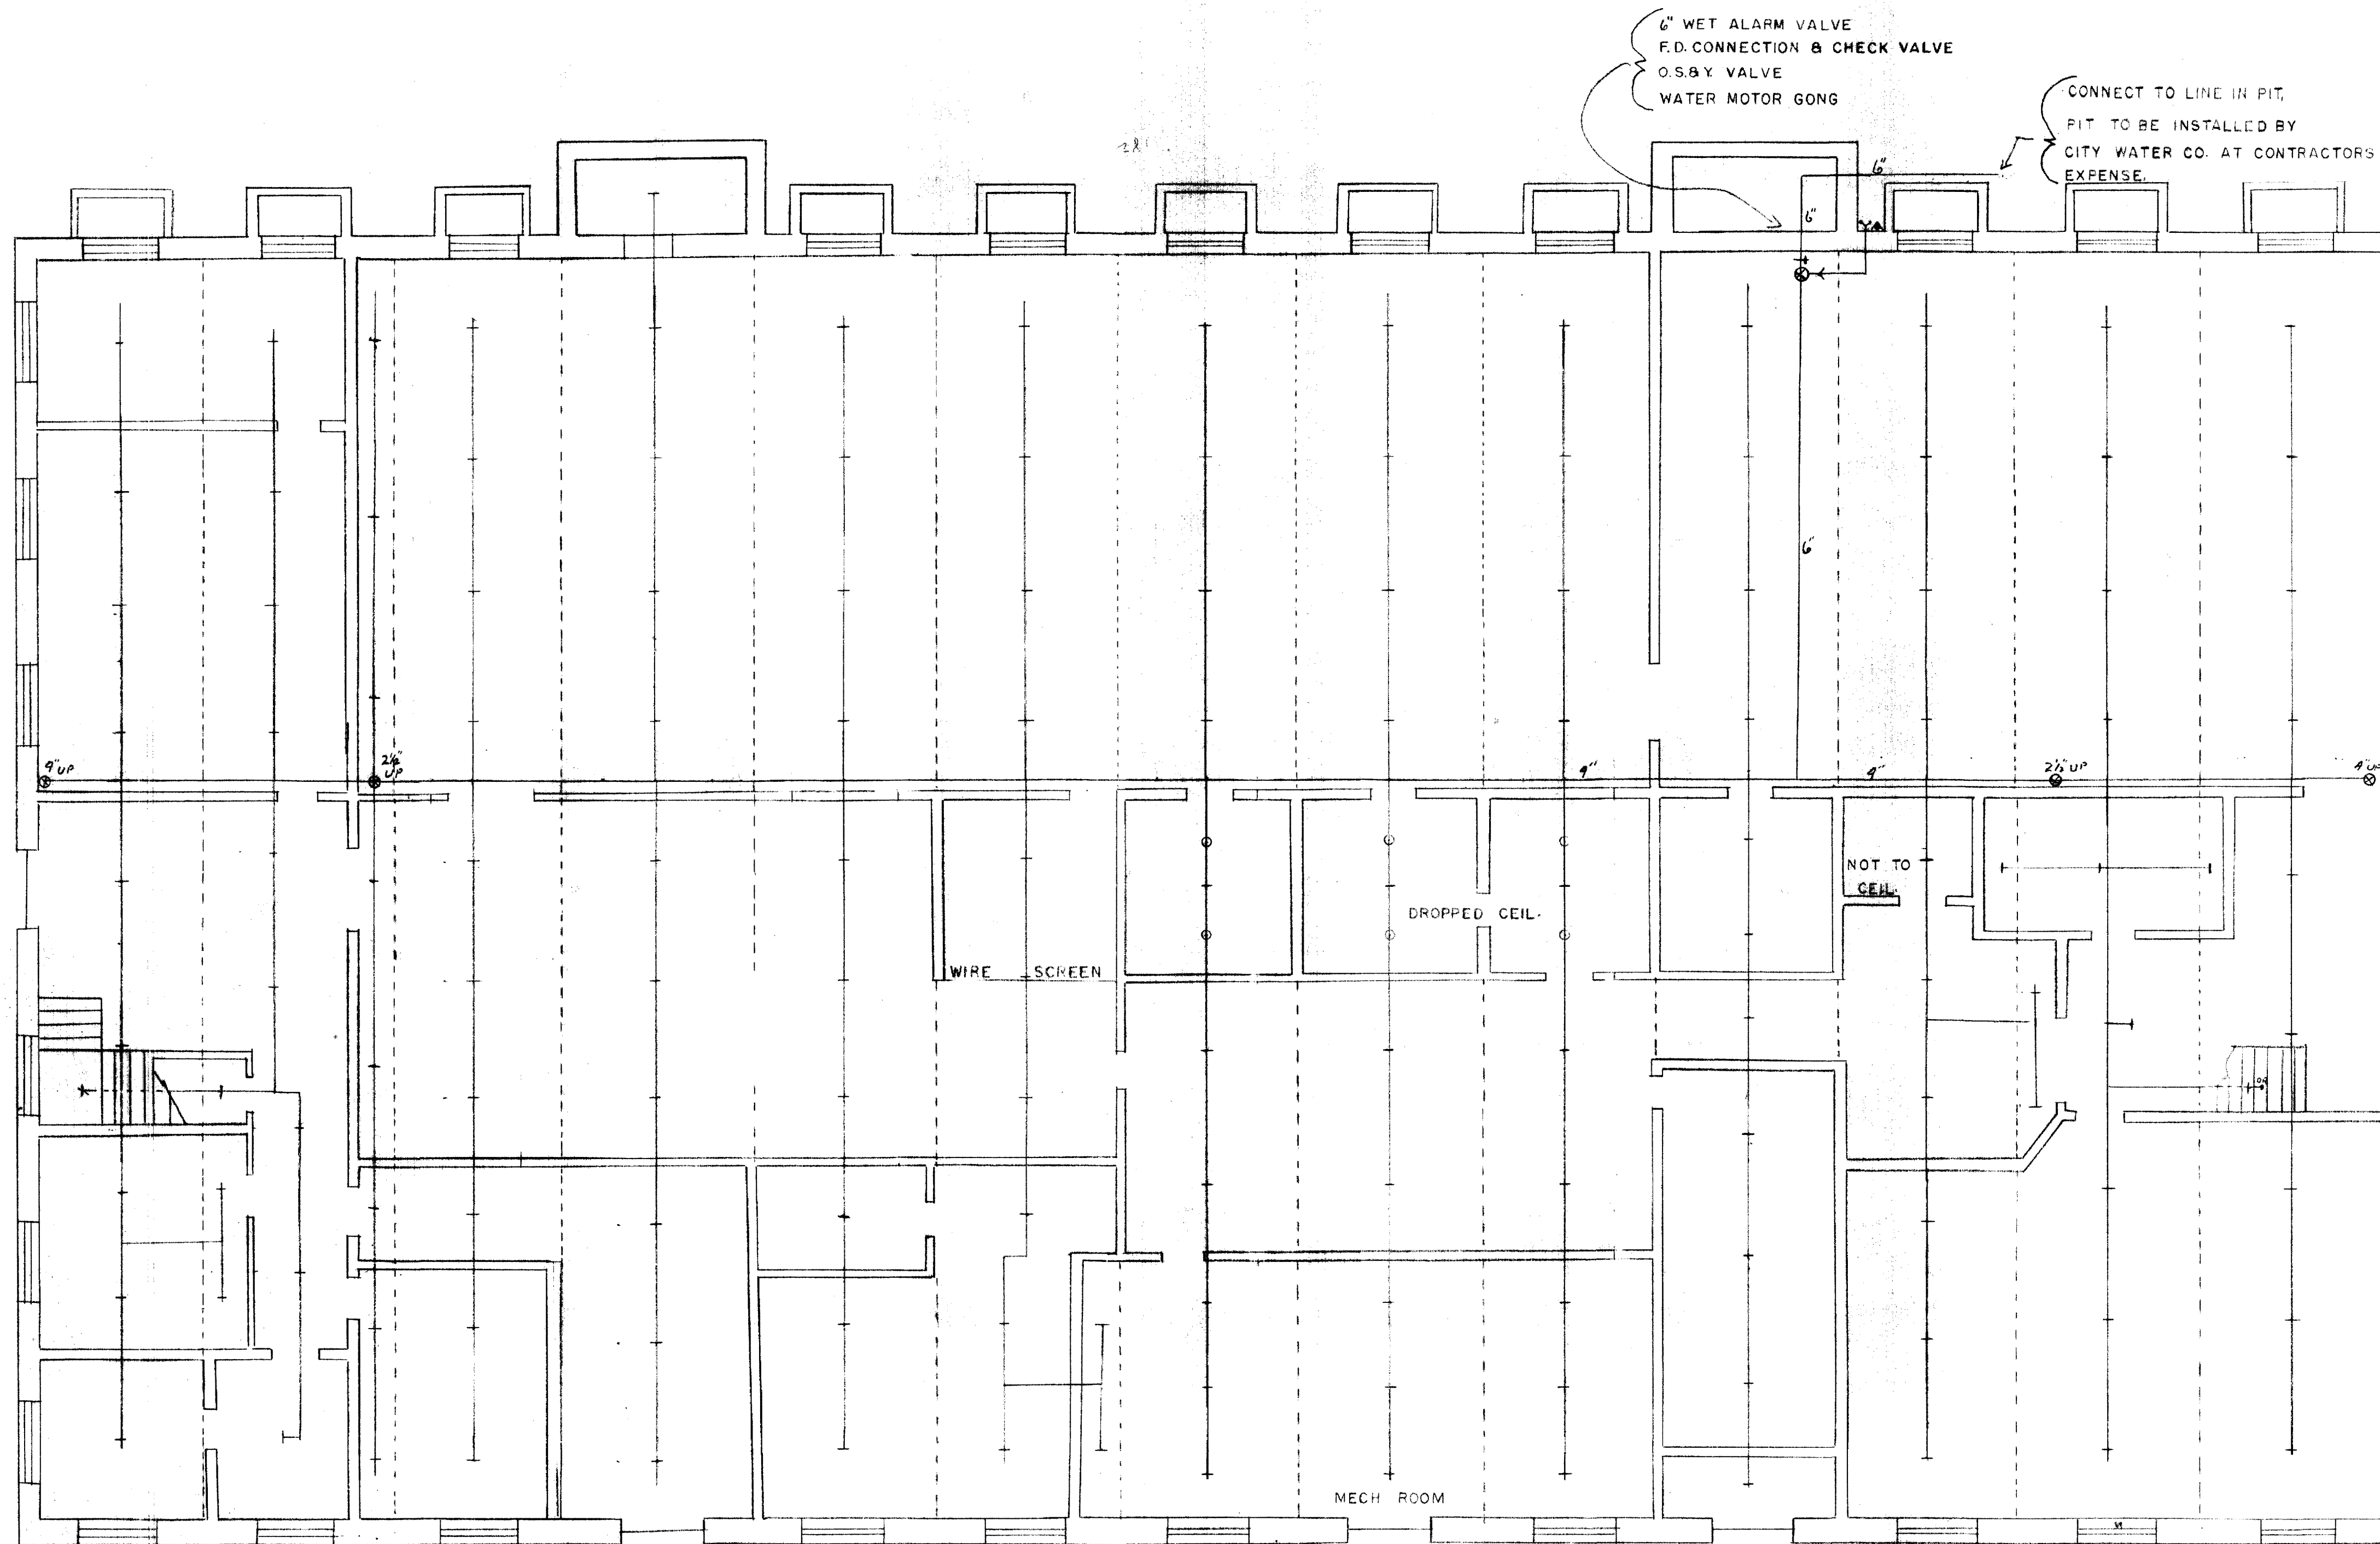 6" WET ALARM VALVE
F.D. CONNECTION & CHECK VALVE
O.S.&Y. VALVE
WATER MOTOR GONG
CONNECT TO LINE IN PIT,
PIT TO BE INSTALLED BY
CITY WATER CO. AT CONTRACTORS
EXPENSE.
6"
6"
6"
4" UP
2½" UP
4"
4"
2½" UP
4" UP
NOT TO
CEIL.
DROPPED CEIL.
WIRE SCREEN
MECH ROOM